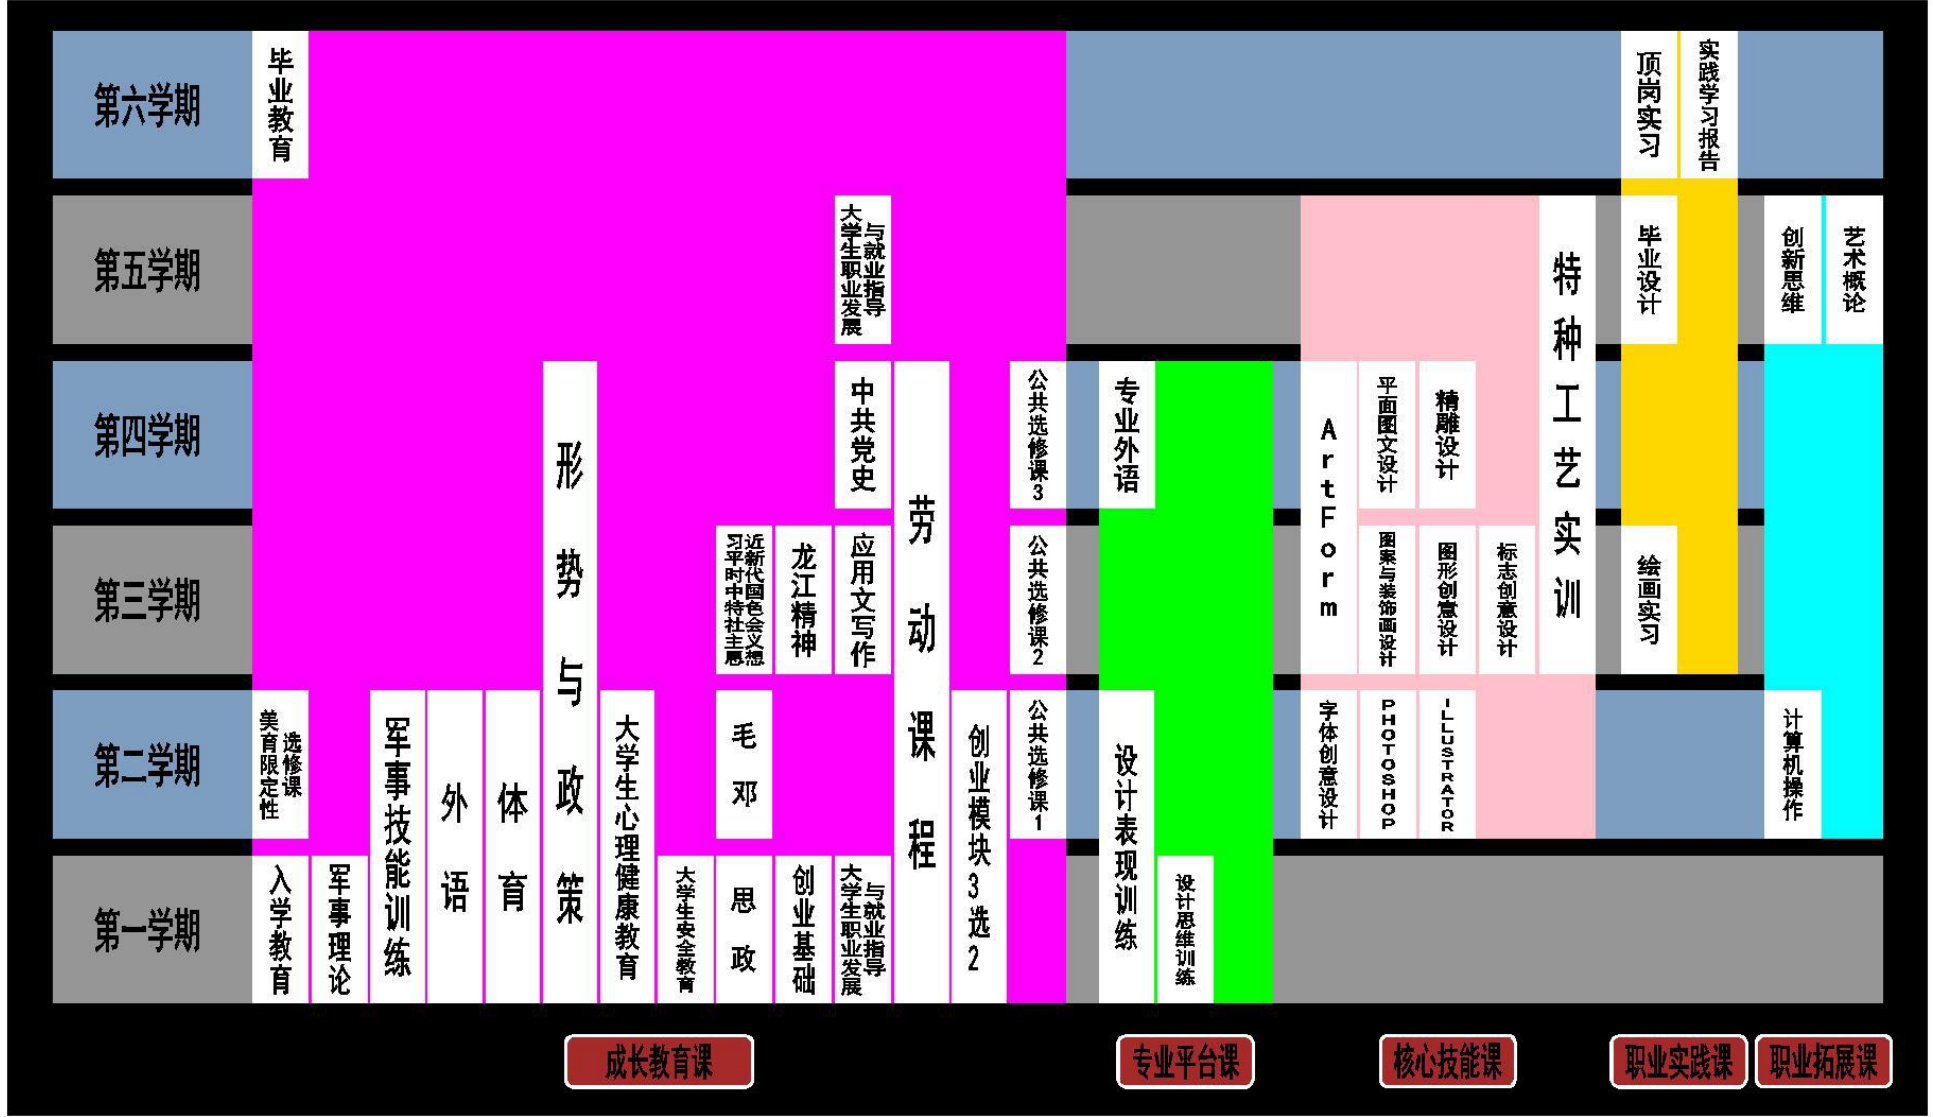 第六学期
毕业教育
顶岗实习
实践学习报告
第五学期
大学生职业发展
与就业指导
特种工艺实训
毕业设计
创新思维
艺术概论
第四学期
形势与政策
中共党史
劳动课程
公共选修课3
专业外语
ArtForm
平面图文设计
精雕设计
第三学期
习平时中特社主思
近新代国色会义想
龙江精神
应用文写作
公共选修课2
图案与装饰画设计
图形创意设计
标志创意设计
绘画实习
第二学期
美育限定性
选修课
军事技能训练
外语
体育
大学生心理健康教育
毛邓
创业模块3选2
公共选修课1
设计表现训练
字体创意设计
PHOTOSHOP
ILLUSTRATOR
计算机操作
第一学期
入学教育
军事理论
大学生安全教育
思政
创业基础
大学生职业发展
与就业指导
设计思维训练
成长教育课
专业平台课
核心技能课
职业实践课
职业拓展课